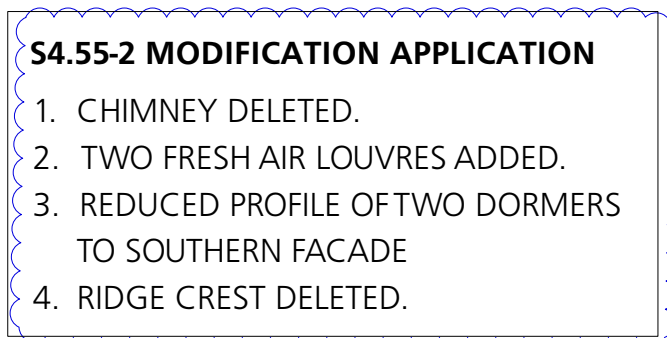 S4.55-2 MODIFICATION APPLICATION
1. CHIMNEY DELETED.
2. TWO FRESH AIR LOUVRES ADDED.
3. REDUCED PROFILE OF TWO DORMERS
TO SOUTHERN FACADE
4. RIDGE CREST DELETED.